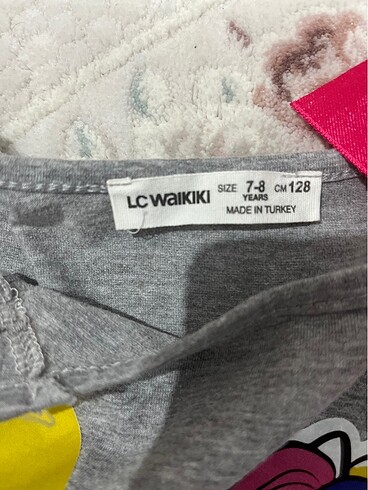 LC WAIKIKI SIZE 7-8 CM 128
YEARS
MADE IN TURKEY